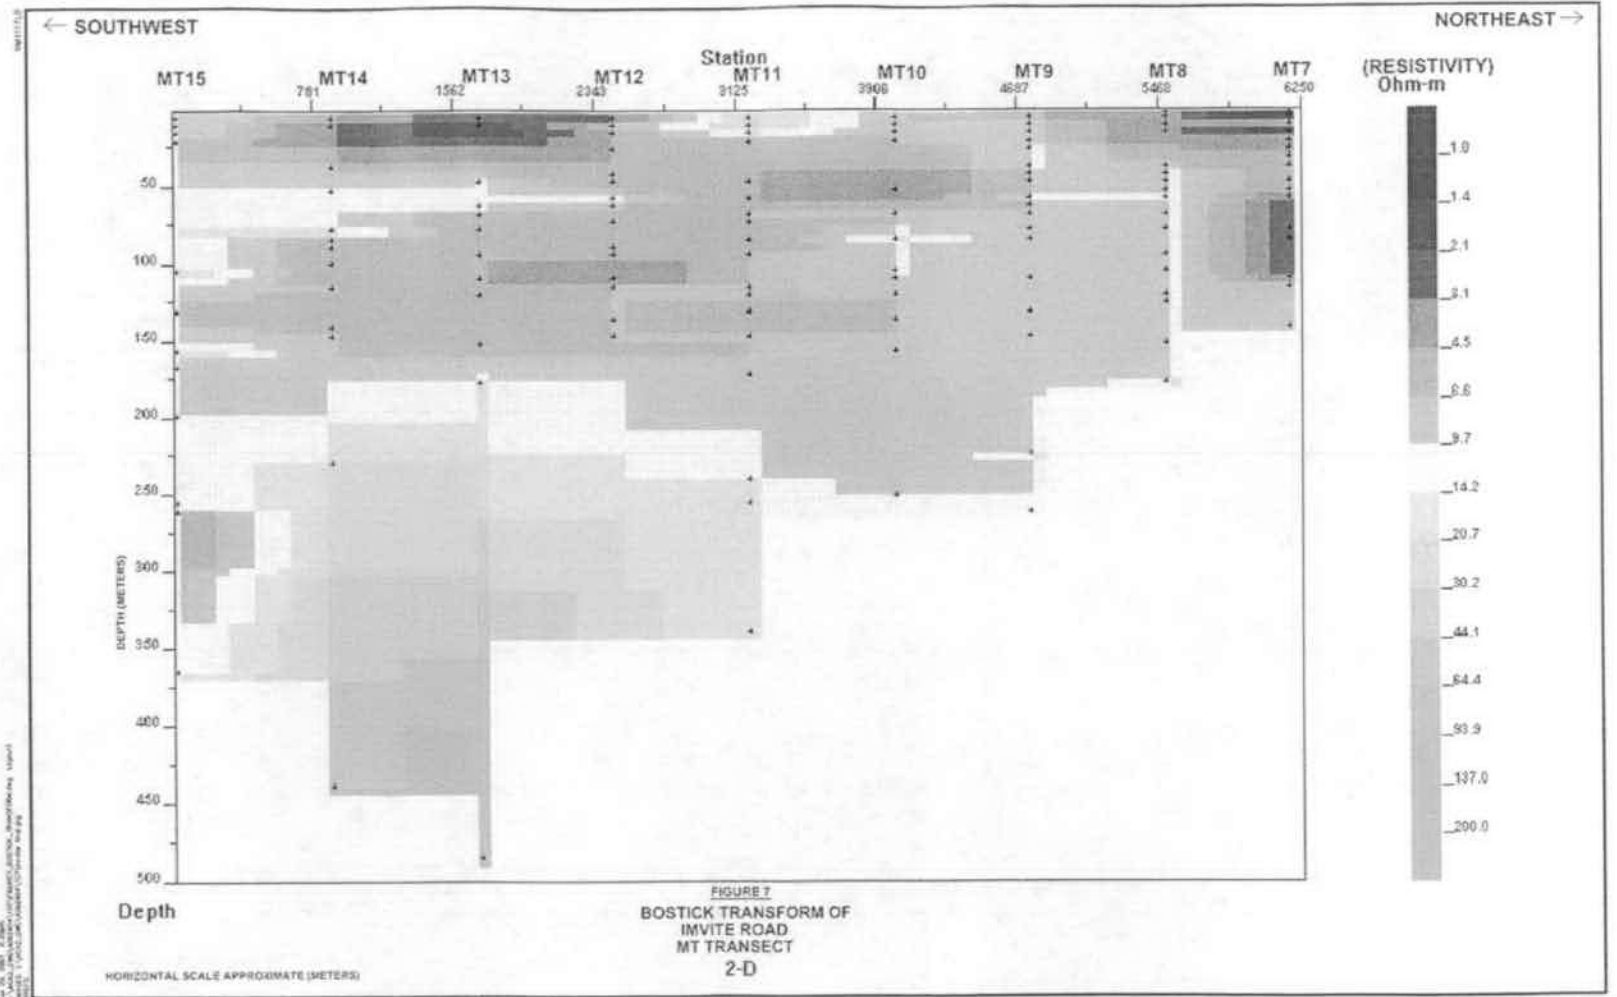 ← SOUTHWEST
NORTHEAST →
Station
MT15 MT14 MT13 MT12 MT11 MT10 MT9 MT8 MT7
781 1562 2343 3125 3906 4687 5468 6250
(RESISTIVITY)
Ohm-m
1.0
1.4
2.1
3.1
4.5
6.6
9.7
14.2
20.7
30.2
44.1
64.4
93.9
137.0
200.0
50
100
150
200
250
300
350
400
450
500
DEPTH (METERS)
Depth
FIGURE 7
BOSTICK TRANSFORM OF
IMVITE ROAD
MT TRANSECT
2-D
HORIZONTAL SCALE APPROXIMATE (METERS)